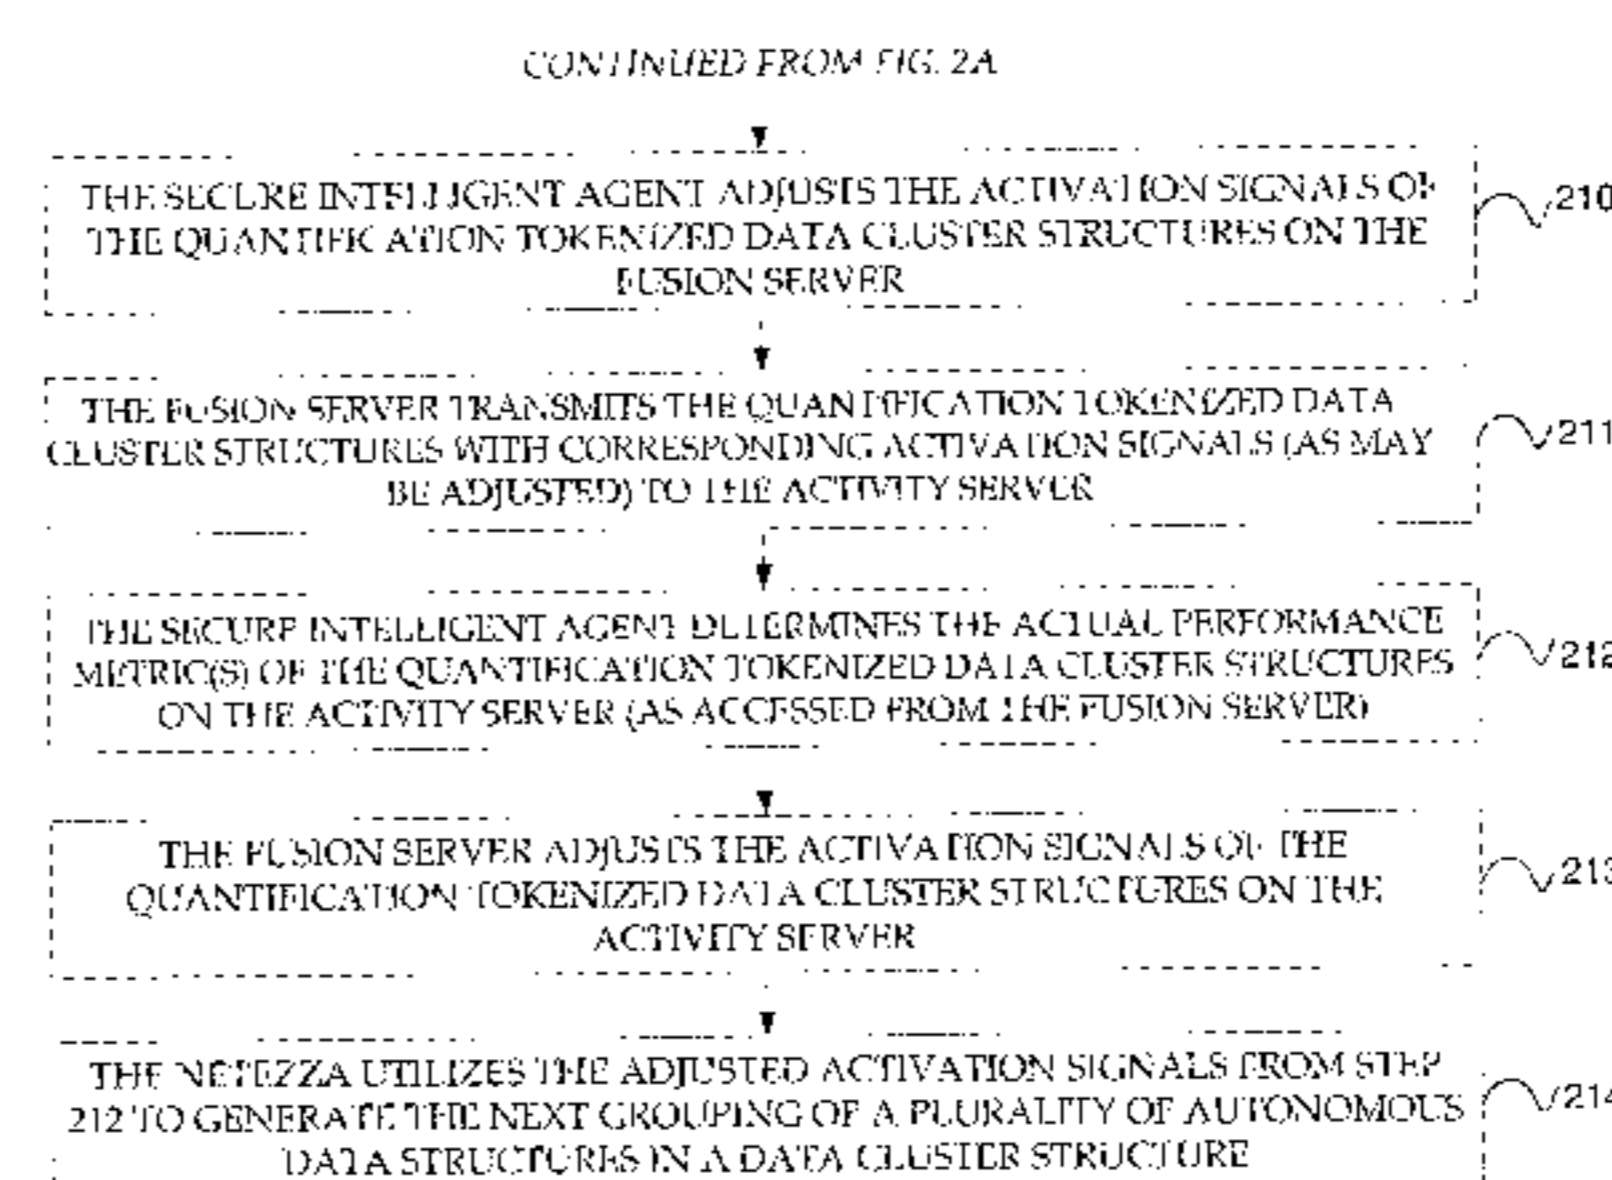 CONTINUED FROM FIG. 2A
THE SECURE INTELLIGENT AGENT ADJUSTS THE ACTIVATION SIGNALS OF
THE QUANTIFICATION TOKENIZED DATA CLUSTER STRUCTURES ON THE
FUSION SERVER
210
THE FUSION SERVER TRANSMITS THE QUANTIFICATION TOKENIZED DATA
CLUSTER STRUCTURES WITH CORRESPONDING ACTIVATION SIGNALS (AS MAY
BE ADJUSTED) TO THE ACTIVITY SERVER
211
THE SECURE INTELLIGENT AGENT DETERMINES THE ACTUAL PERFORMANCE
METRIC(S) OF THE QUANTIFICATION TOKENIZED DATA CLUSTER STRUCTURES
ON THE ACTIVITY SERVER (AS ACCESSED FROM THE FUSION SERVER)
212
THE FUSION SERVER ADJUSTS THE ACTIVATION SIGNALS OF THE
QUANTIFICATION TOKENIZED DATA CLUSTER STRUCTURES ON THE
ACTIVITY SERVER
213
THE NETEZZA UTILIZES THE ADJUSTED ACTIVATION SIGNALS FROM STEP
212 TO GENERATE THE NEXT GROUPING OF A PLURALITY OF AUTONOMOUS
DATA STRUCTURES IN A DATA CLUSTER STRUCTURE
214